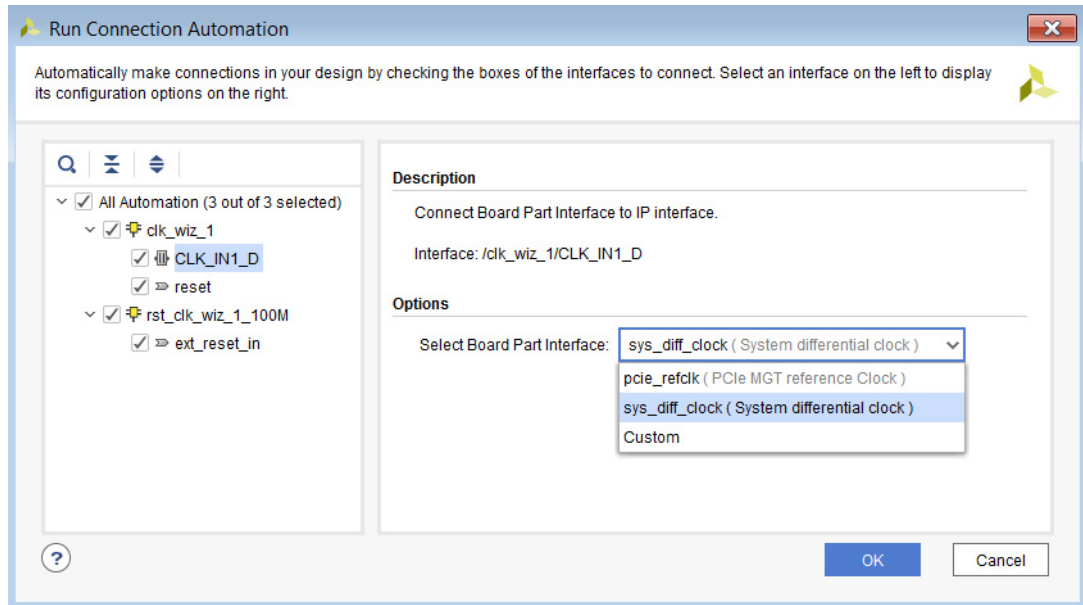 Run Connection Automation
Automatically make connections in your design by checking the boxes of the interfaces to connect. Select an interface on the left to display
its configuration options on the right.
All Automation (3 out of 3 selected)
clk_wiz_1
CLK_IN1_D
reset
rst_clk_wiz_1_100M
ext_reset_in
Description
Connect Board Part Interface to IP interface.
Interface: /clk_wiz_1/CLK_IN1_D
Options
Select Board Part Interface: sys_diff_clock ( System differential clock )
pcie_refclk ( PCIe MGT reference Clock )
sys_diff_clock ( System differential clock )
Custom
?
OK
Cancel